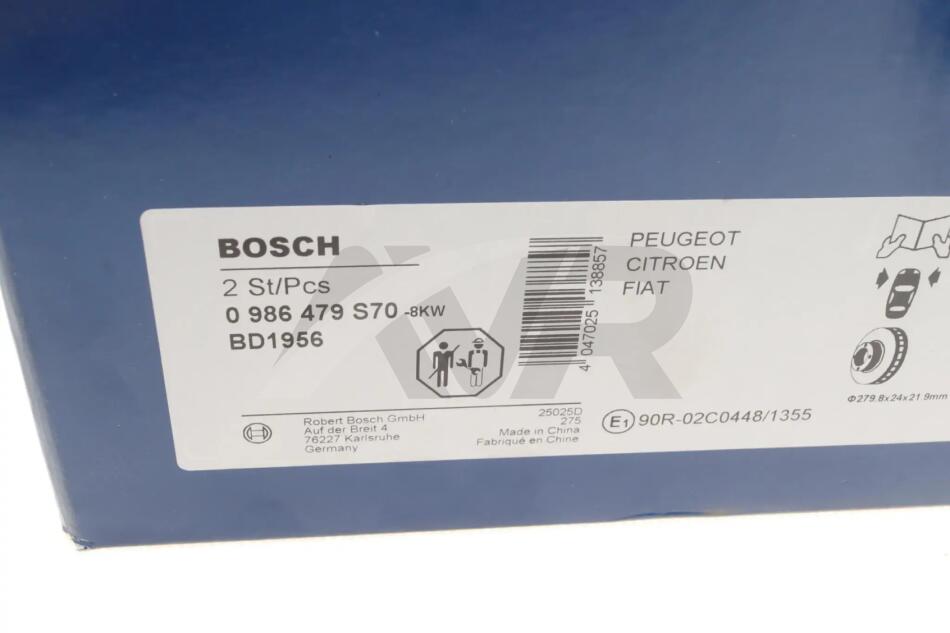 BOSCH
2 St/Pcs
0 986 479 S70 -8KW
BD1956
Robert Bosch GmbH
Auf der Breit 4
76227 Karlsruhe
Germany
25025D
275
Made in China
Fabriqué en Chine
4 047025 138857
PEUGEOT
CITROEN
FIAT
E1 90R-02C0448/1355
Φ279.8x24x21.9mm
WR